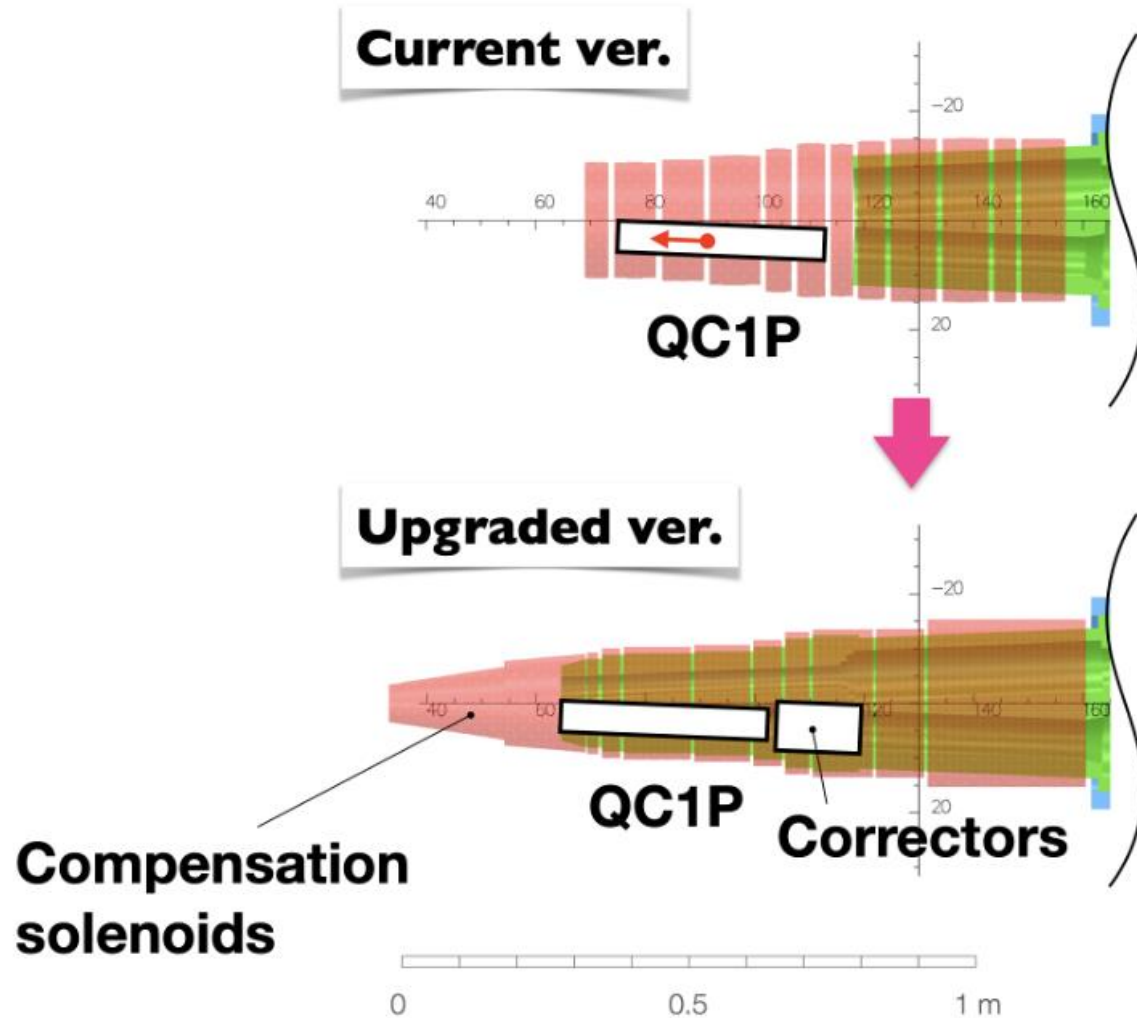 Current ver.
-20
40 60 80 100 120 140 160
20
QC1P
Upgraded ver.
-20
40 60 120 140 160
20
QC1P
Correctors
Compensation
solenoids
0 0.5 1 m